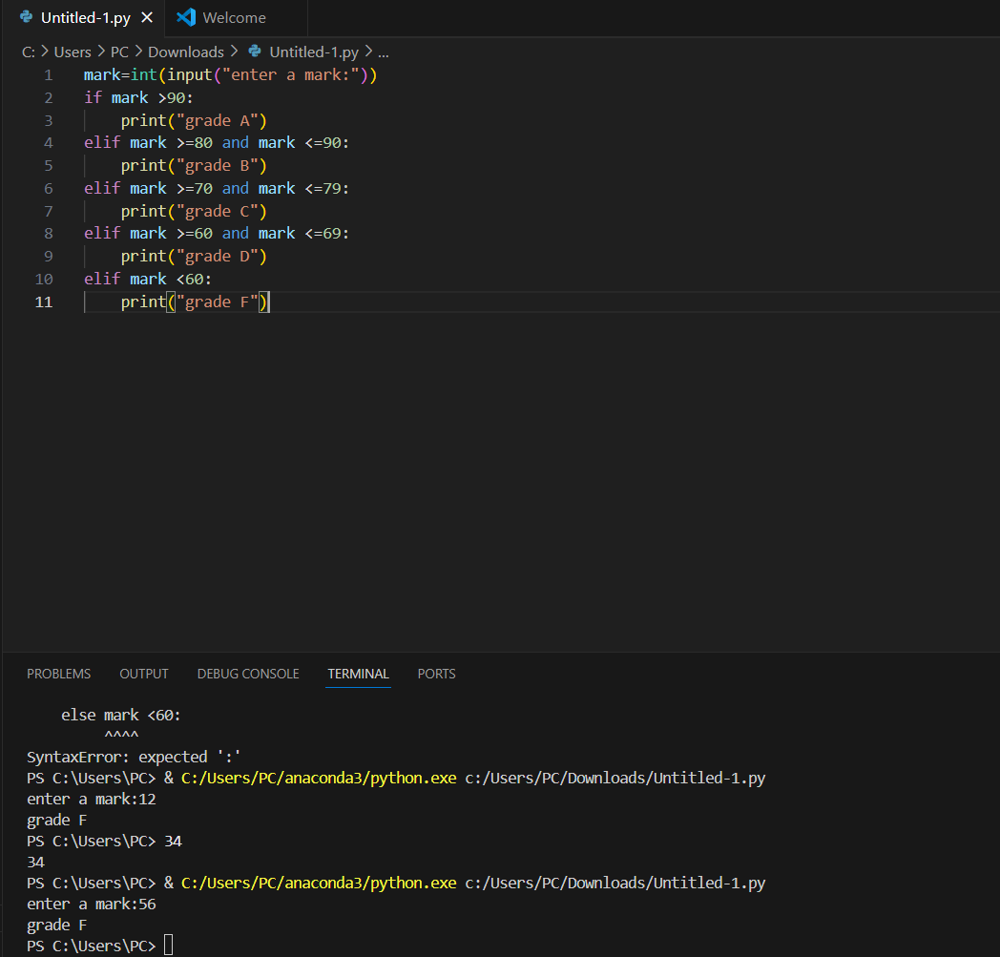 Untitled-1.py Welcome
C: > Users > PC > Downloads > Untitled-1.py > ...
1 mark=int(input("enter a mark:"))
2 if mark >90:
3     print("grade A")
4 elif mark >=80 and mark <=90:
5     print("grade B")
6 elif mark >=70 and mark <=79:
7     print("grade C")
8 elif mark >=60 and mark <=69:
9     print("grade D")
10 elif mark <60:
11     print("grade F")
PROBLEMS OUTPUT DEBUG CONSOLE TERMINAL PORTS
    else mark <60:
         ^^^^
SyntaxError: expected ':'
PS C:\Users\PC> & C:/Users/PC/anaconda3/python.exe c:/Users/PC/Downloads/Untitled-1.py
enter a mark:12
grade F
PS C:\Users\PC> 34
34
PS C:\Users\PC> & C:/Users/PC/anaconda3/python.exe c:/Users/PC/Downloads/Untitled-1.py
enter a mark:56
grade F
PS C:\Users\PC>